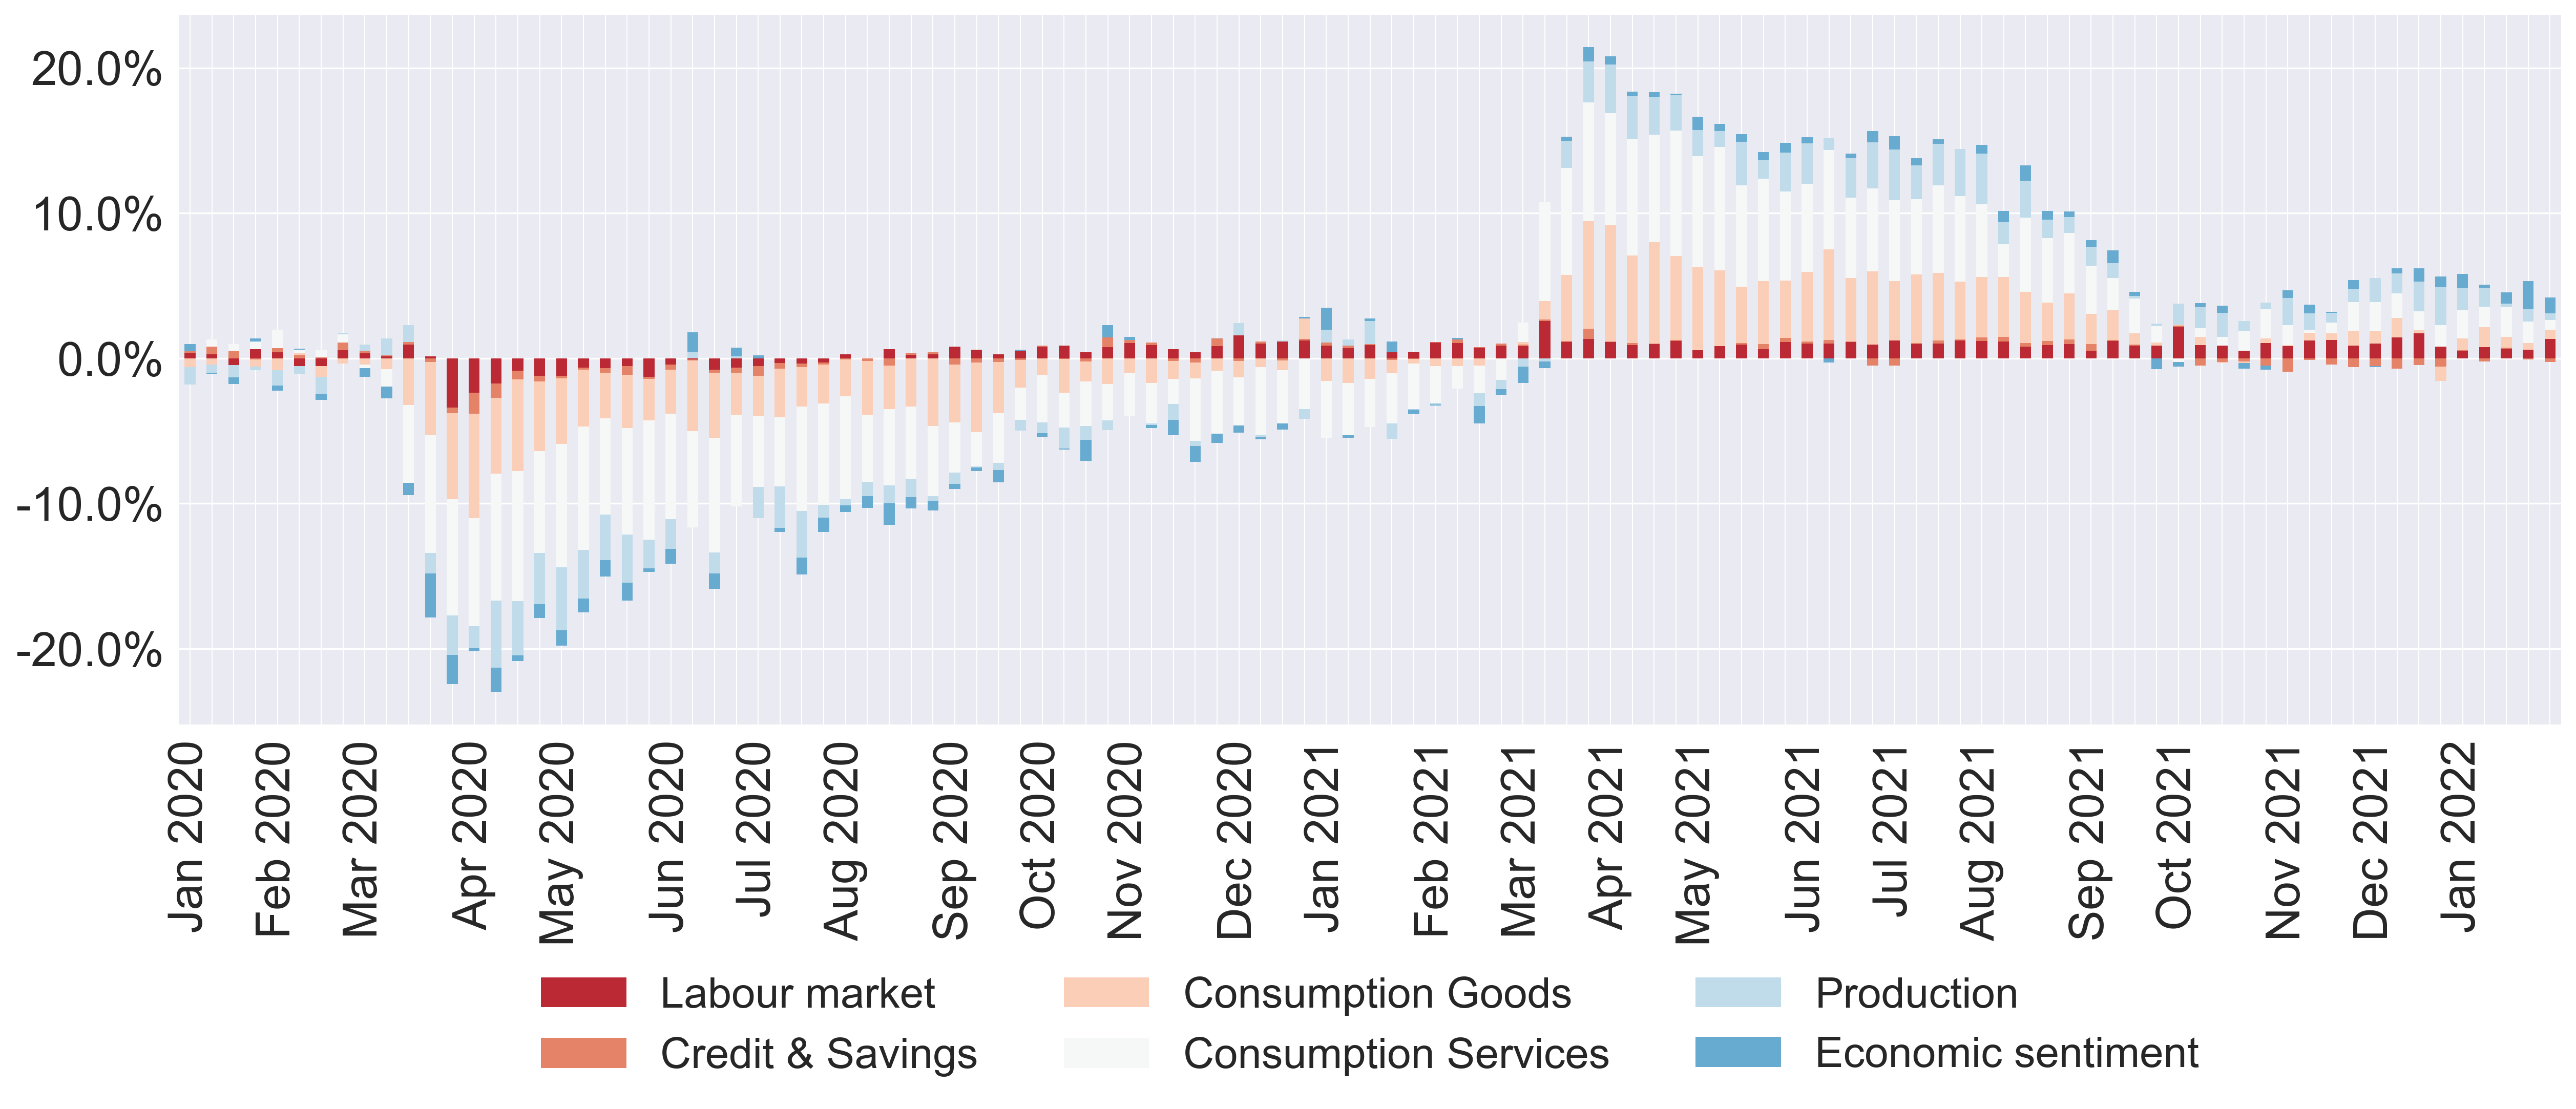 20.0%
10.0%
0.0%
-10.0%
-20.0%
Jan 2020
Feb 2020
Mar 2020
Apr 2020
May 2020
Jun 2020
Jul 2020
Aug 2020
Sep 2020
Oct 2020
Nov 2020
Dec 2020
Jan 2021
Feb 2021
Mar 2021
Apr 2021
May 2021
Jun 2021
Jul 2021
Aug 2021
Sep 2021
Oct 2021
Nov 2021
Dec 2021
Jan 2022
Labour market
Consumption Goods
Production
Credit & Savings
Consumption Services
Economic sentiment